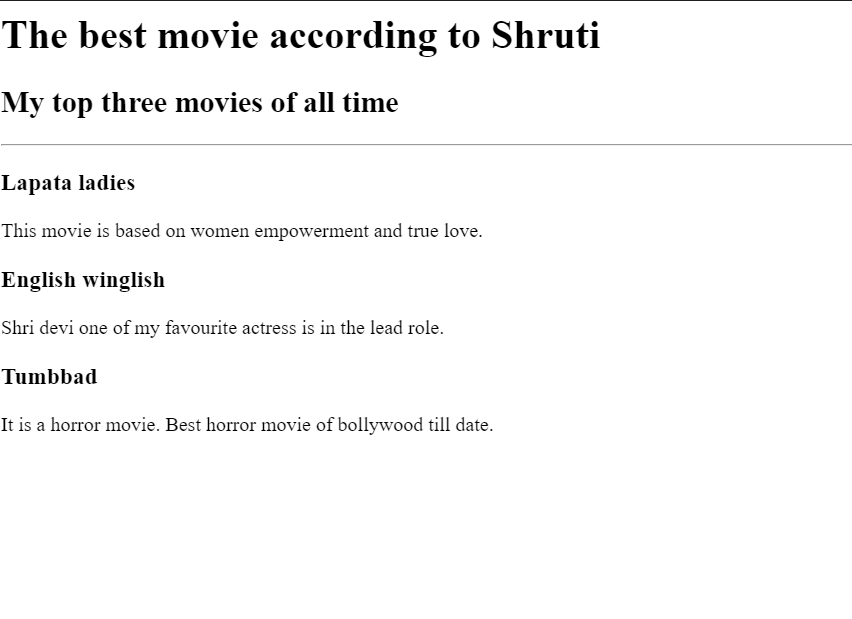 The best movie according to Shruti
My top three movies of all time
Lapata ladies
This movie is based on women empowerment and true love.
English winglish
Shri devi one of my favourite actress is in the lead role.
Tumbbad
It is a horror movie. Best horror movie of bollywood till date.